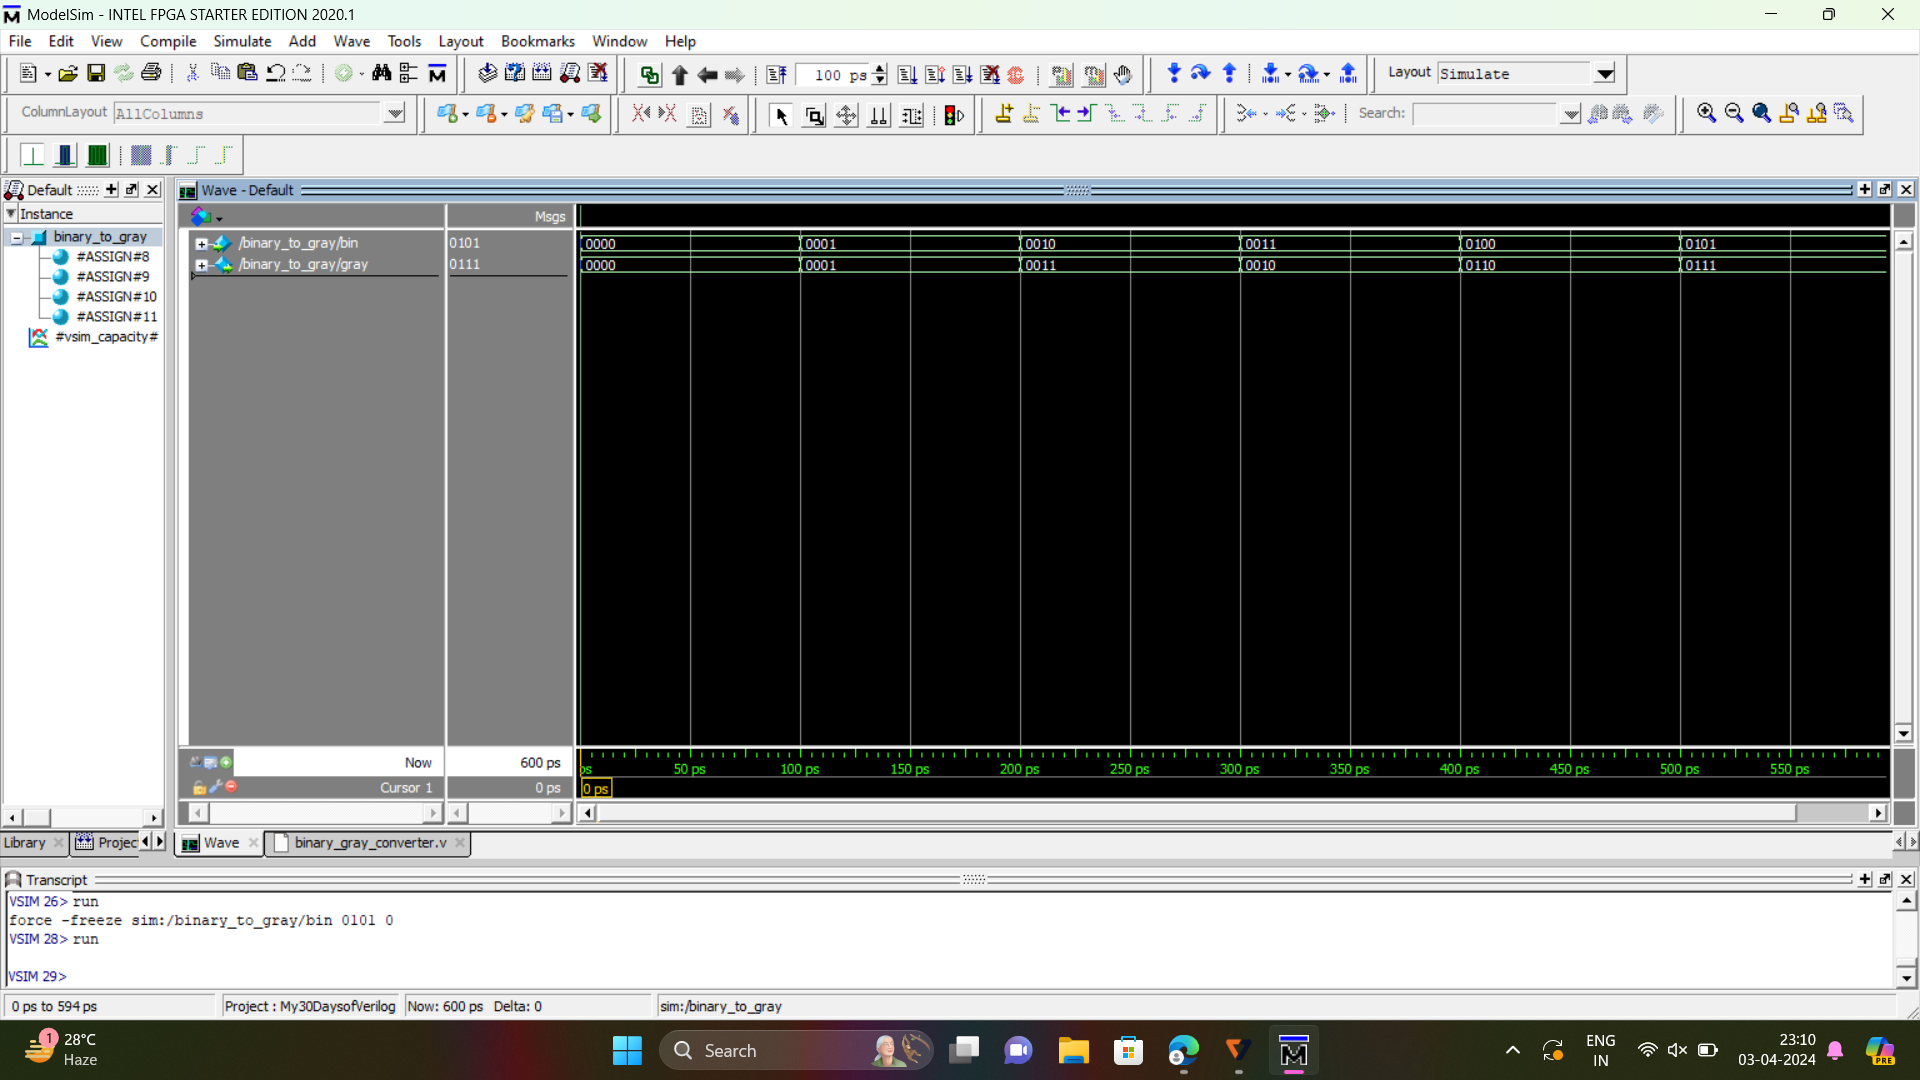 ModelSim - INTEL FPGA STARTER EDITION 2020.1
File Edit View Compile Simulate Add Wave Tools Layout Bookmarks Window Help
100 ps
Layout Simulate
ColumnLayout AllColumns
Search:
Default
Wave - Default
Instance
Msgs
binary_to_gray
#ASSIGN#8
#ASSIGN#9
#ASSIGN#10
#ASSIGN#11
#vsim_capacity#
/binary_to_gray/bin 0101 0000 0001 0010 0011 0100 0101
/binary_to_gray/gray 0111 0000 0001 0011 0010 0110 0111
Now 600 ps
ps 50 ps 100 ps 150 ps 200 ps 250 ps 300 ps 350 ps 400 ps 450 ps 500 ps 550 ps
Cursor 1 0 ps 0 ps
Library Projec
Wave binary_gray_converter.v
Transcript
VSIM 26> run
force -freeze sim:/binary_to_gray/bin 0101 0
VSIM 28> run
VSIM 29>
0 ps to 594 ps Project : My30DaysofVerilog Now: 600 ps Delta: 0 sim:/binary_to_gray
1 28°C
Haze
Search
ENG
IN
23:10
03-04-2024
PRE